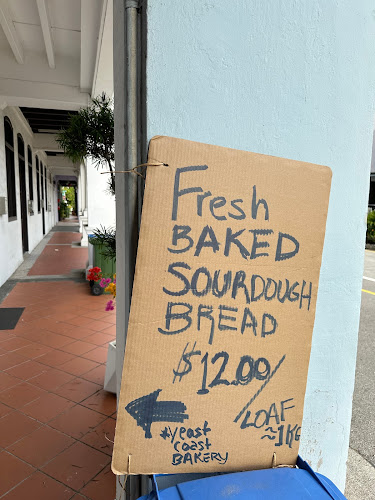 Fresh
BAKED
SOURDOUGH
BREAD
$12.00/
LOAF
~1KG
#yeast
coast
BAKERY